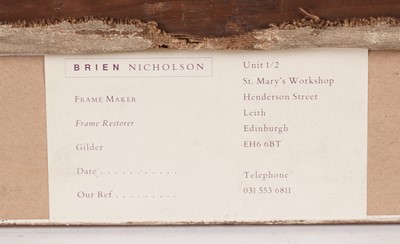 BRIEN NICHOLSON
FRAME MAKER
Frame Restorer
Gilder
Date . . . . . . . . . . .
Our Ref . . . . . . . . .
Unit 1/2
St. Mary's Workshop
Henderson Street
Leith
Edinburgh
EH6 6BT
Telephone
031 553 6811